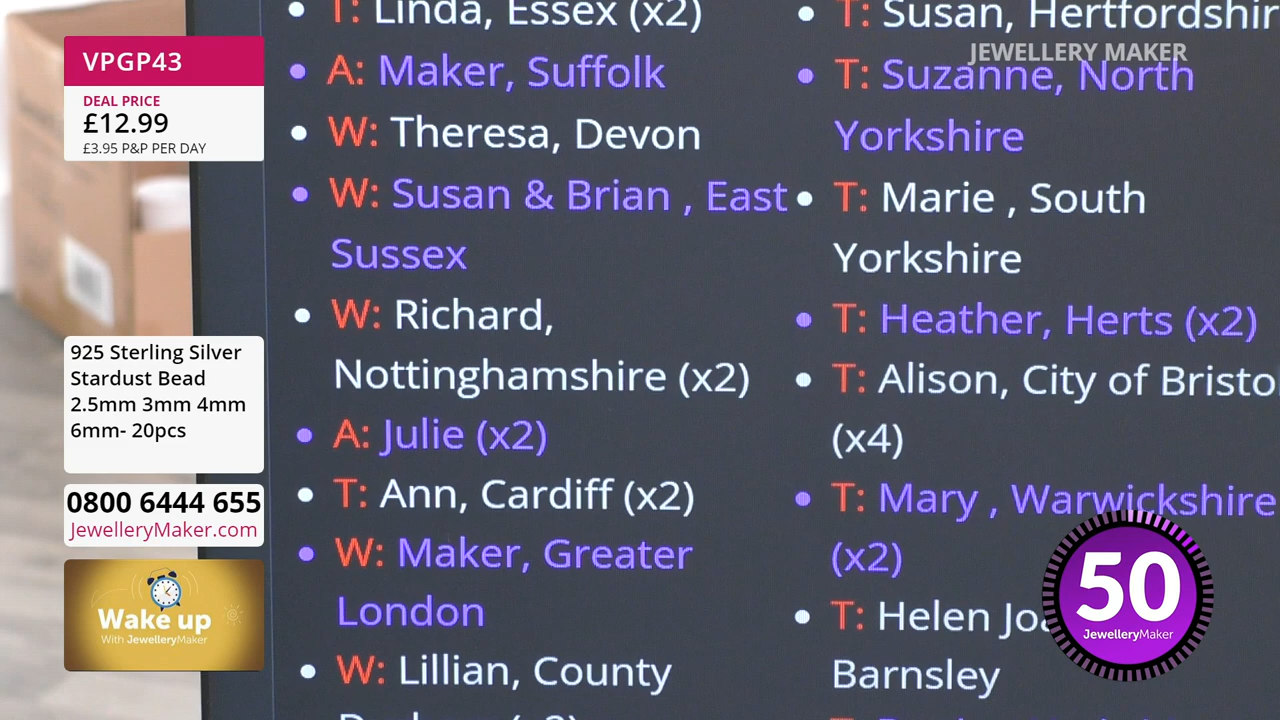 VPGP43
DEAL PRICE
£12.99
£3.95 P&P PER DAY
925 Sterling Silver
Stardust Bead
2.5mm 3mm 4mm
6mm- 20pcs
0800 6444 655
JewelleryMaker.com
Wake up
With JewelleryMaker
T: Linda, Essex (x2)
A: Maker, Suffolk
W: Theresa, Devon
W: Susan & Brian , East
Sussex
W: Richard,
Nottinghamshire (x2)
A: Julie (x2)
T: Ann, Cardiff (x2)
W: Maker, Greater
London
W: Lillian, County
JEWELLERY MAKER
T: Susan,
T: Suzanne, North
Yorkshire
T: Marie , South
Yorkshire
T: Heather, Herts (x2)
T: Alison, City of
(x4)
T: Mary , Warwickshire
(x2)
T: Helen
Barnsley
50
JewelleryMaker